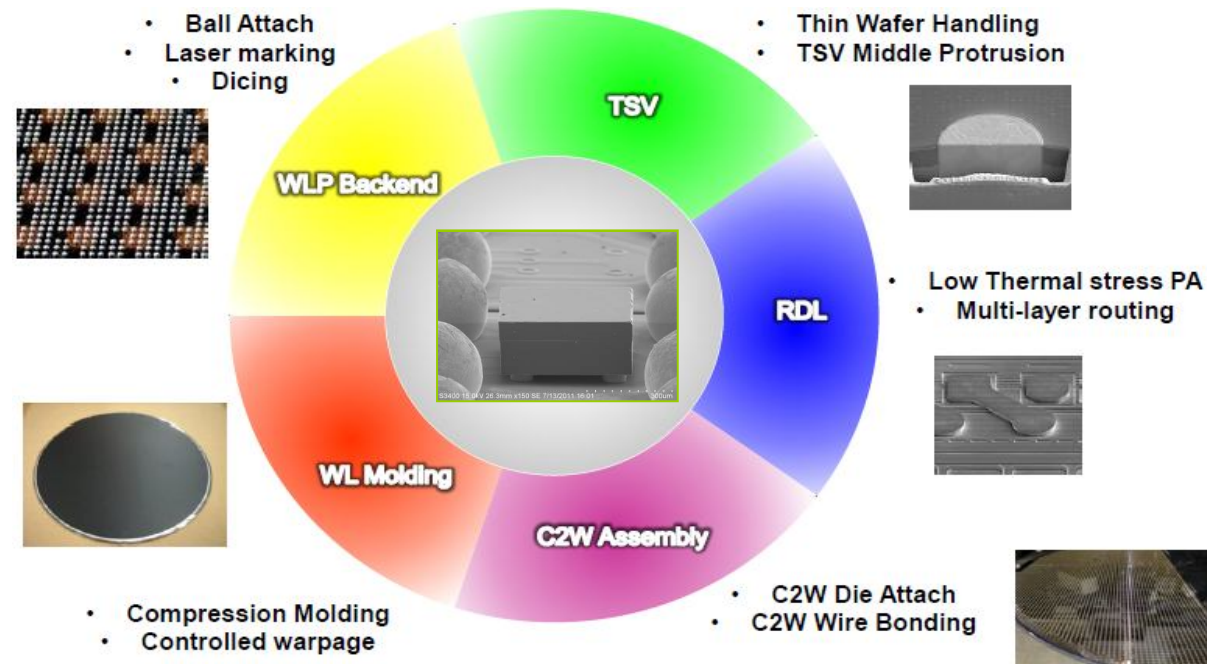 Ball Attach
Laser marking
Dicing
Thin Wafer Handling
TSV Middle Protrusion
TSV
WLP Backend
RDL
Low Thermal stress PA
Multi-layer routing
WL Molding
C2W Assembly
Compression Molding
Controlled warpage
C2W Die Attach
C2W Wire Bonding